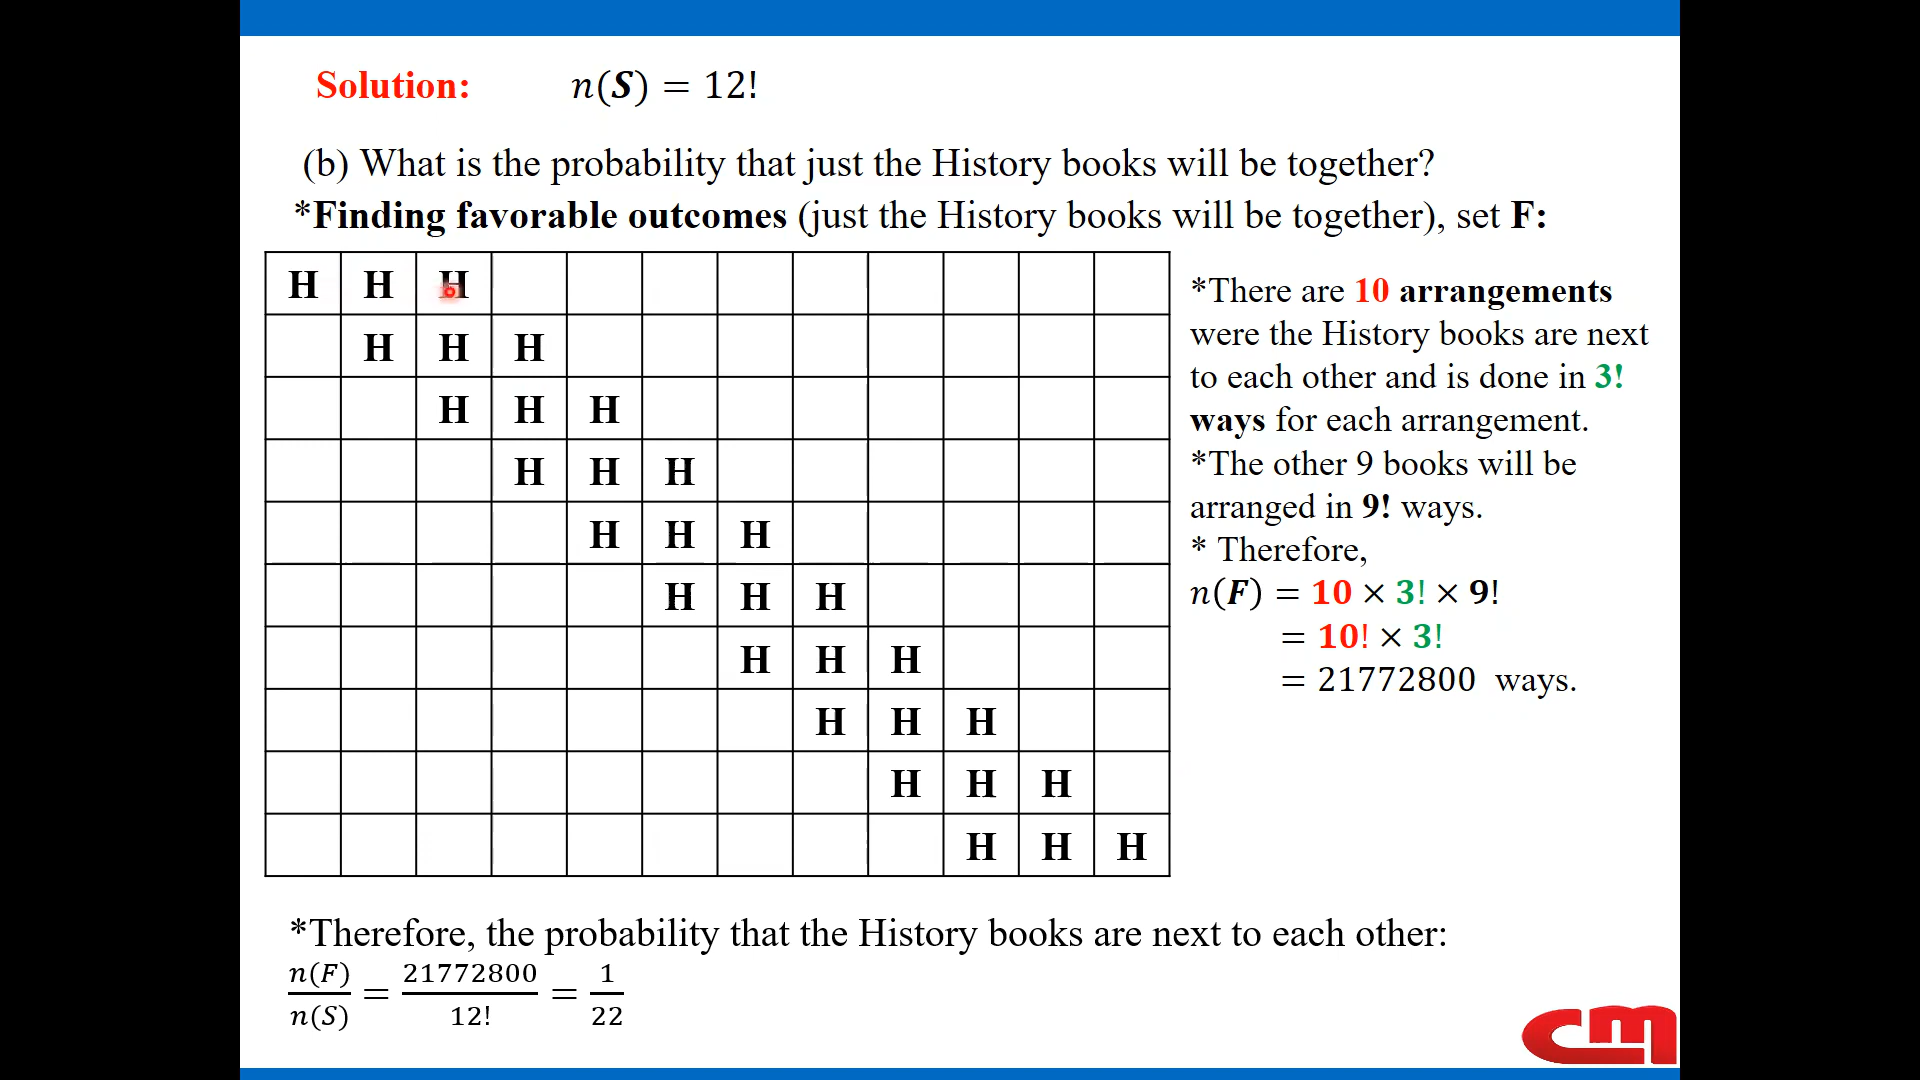 Solution: n(S) = 12!
(b) What is the probability that just the History books will be together?
*Finding favorable outcomes (just the History books will be together), set F:
H H H
H H H
H H H
H H H
H H H
H H H
H H H
H H H
H H H
H H H
*There are 10 arrangements
were the History books are next
to each other and is done in 3!
ways for each arrangement.
*The other 9 books will be
arranged in 9! ways.
* Therefore,
n(F) = 10 × 3! × 9!
= 10! × 3!
= 21772800 ways.
*Therefore, the probability that the History books are next to each other:
n(F)/n(S) = 21772800/12! = 1/22
cm